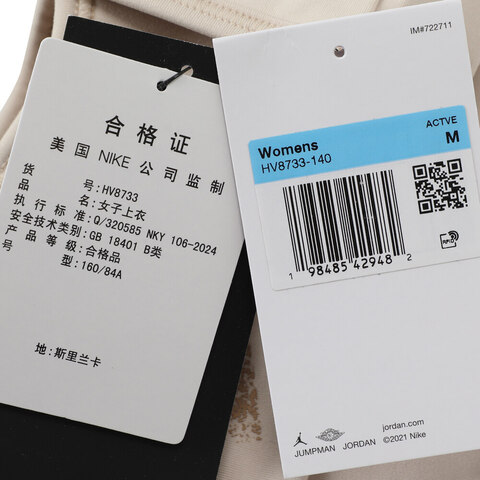 合格证
美国 NIKE 公司监制
货 号:HV8733
品 名:女子上衣
执行标准:Q/320585 NKY 106-2024
安全技术类别:GB 18401 B类
产品等级:合格品
号 型:160/84A
地:斯里兰卡
IM#722711
ACTVE
Womens M
HV8733-140
1 98485 42948 2
RFID
jordan.com
©2021 Nike
JUMPMAN JORDAN